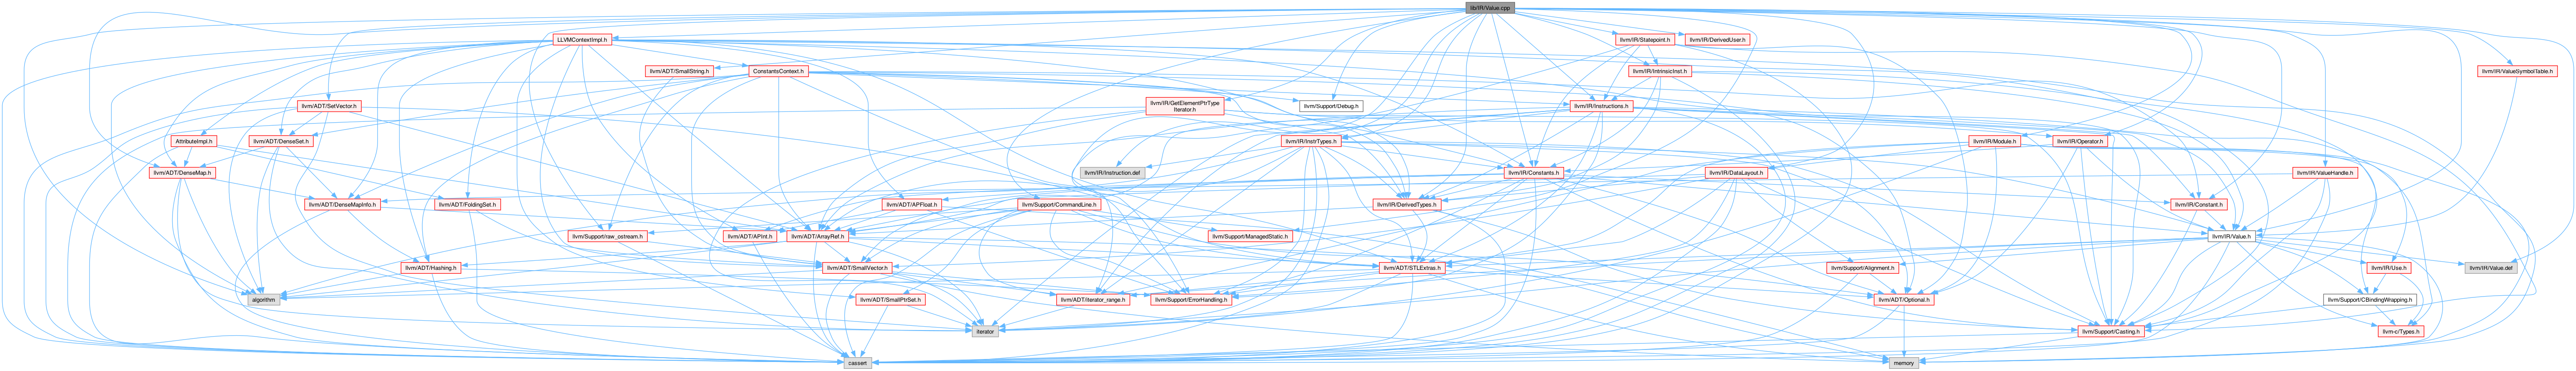 lib/IR/Value.cpp
LLVMContextImpl.h
llvm/IR/Statepoint.h
llvm/IR/DerivedUser.h
llvm/ADT/SmallString.h
ConstantsContext.h
llvm/IR/IntrinsicInst.h
llvm/IR/ValueSymbolTable.h
llvm/ADT/SetVector.h
llvm/IR/GetElementPtrType
Iterator.h
llvm/Support/Debug.h
llvm/IR/Instructions.h
AttributeImpl.h
llvm/ADT/DenseSet.h
llvm/IR/InstrTypes.h
llvm/IR/Module.h
llvm/IR/Operator.h
llvm/ADT/DenseMap.h
llvm/IR/Instruction.def
llvm/IR/Constants.h
llvm/IR/DataLayout.h
llvm/IR/ValueHandle.h
llvm/ADT/DenseMapInfo.h
llvm/ADT/FoldingSet.h
llvm/ADT/APFloat.h
llvm/Support/CommandLine.h
llvm/IR/DerivedTypes.h
llvm/IR/Constant.h
llvm/Support/raw_ostream.h
llvm/ADT/APInt.h
llvm/ADT/ArrayRef.h
llvm/Support/ManagedStatic.h
llvm/IR/Value.h
llvm/ADT/Hashing.h
llvm/ADT/SmallVector.h
llvm/ADT/STLExtras.h
llvm/Support/Alignment.h
llvm/IR/Use.h
llvm/IR/Value.def
algorithm
llvm/ADT/SmallPtrSet.h
llvm/ADT/iterator_range.h
llvm/Support/ErrorHandling.h
llvm/ADT/Optional.h
llvm/Support/CBindingWrapping.h
iterator
llvm/Support/Casting.h
llvm-c/Types.h
cassert
memory